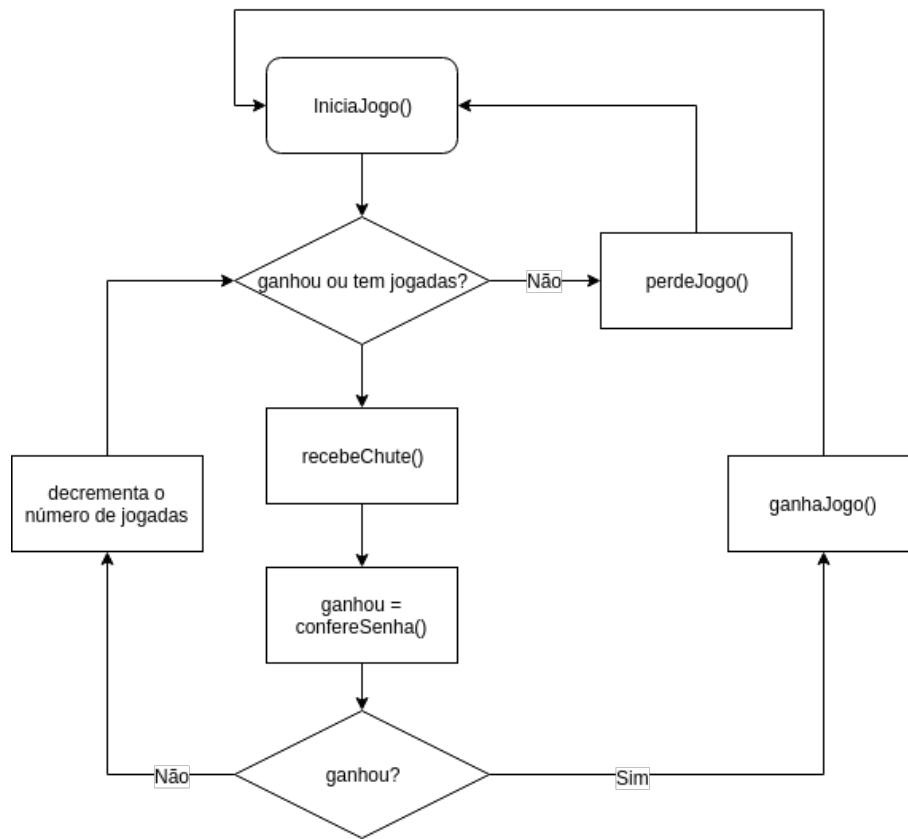 IniciaJogo()
ganhou ou tem jogadas?
Não
perdeJogo()
recebeChute()
decrementa o
número de jogadas
ganhaJogo()
ganhou =
confereSenha()
Não
ganhou?
Sim